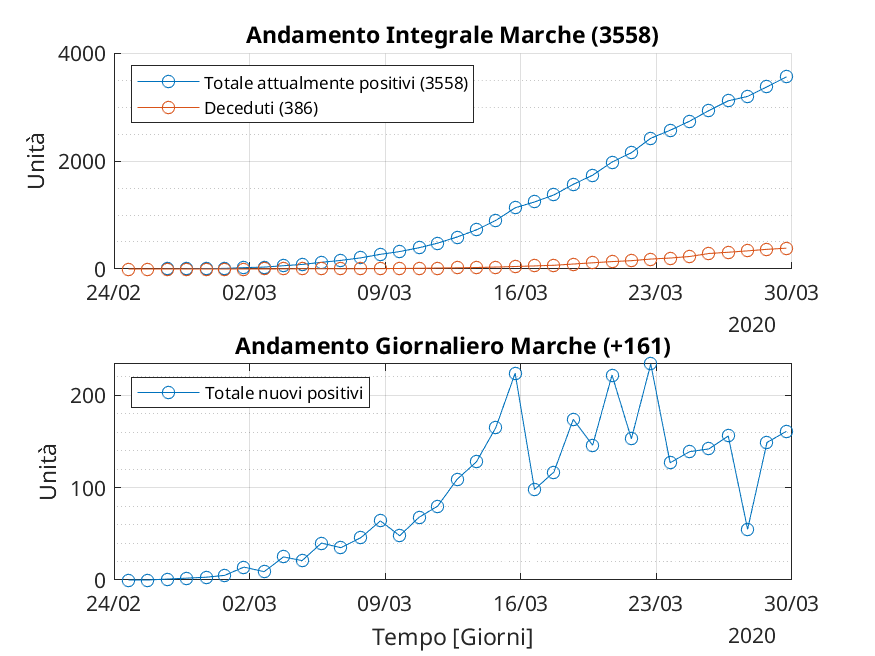 Andamento Integrale Marche (3558)
4000
2000
0
Unità
Totale attualmente positivi (3558)
Deceduti (386)
24/02 02/03 09/03 16/03 23/03 30/03
2020
Andamento Giornaliero Marche (+161)
200
100
0
Unità
Totale nuovi positivi
24/02 02/03 09/03 16/03 23/03 30/03
Tempo [Giorni]
2020